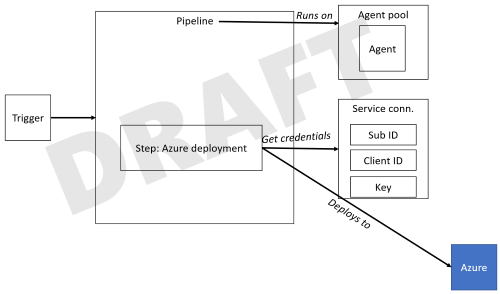 Pipeline
Runs on
Agent pool
Agent
Trigger
DRAFT
Step: Azure deployment
Get credentials
Service conn.
Sub ID
Client ID
Key
Deploys to
Azure